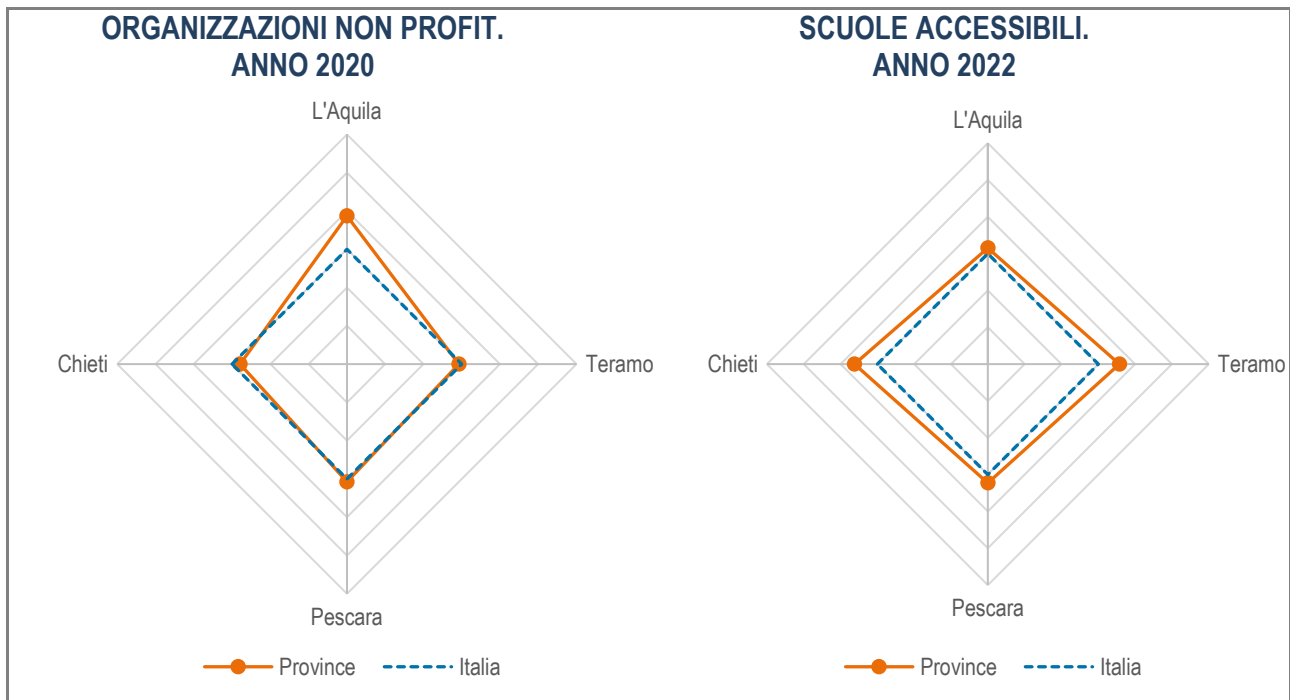 ORGANIZZAZIONI NON PROFIT.
ANNO 2020
L'Aquila
Chieti
Teramo
Pescara
Province
Italia
SCUOLE ACCESSIBILI.
ANNO 2022
L'Aquila
Chieti
Teramo
Pescara
Province
Italia